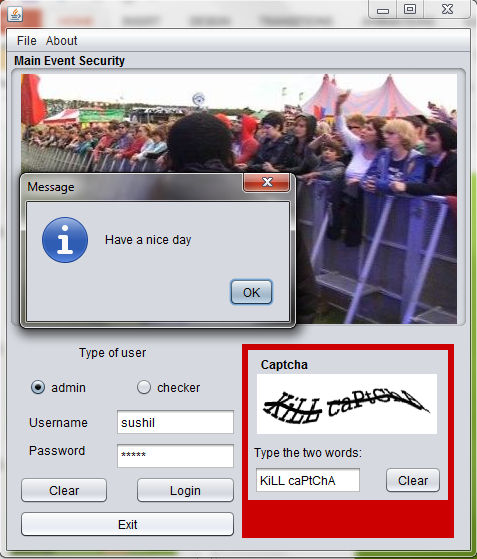 File About
Main Event Security
Message
Have a nice day
OK
Type of user
admin
checker
Username
sushil
Password
*****
Clear
Login
Exit
Captcha
KiLL caPtChA
Type the two words:
KiLL caPtChA
Clear